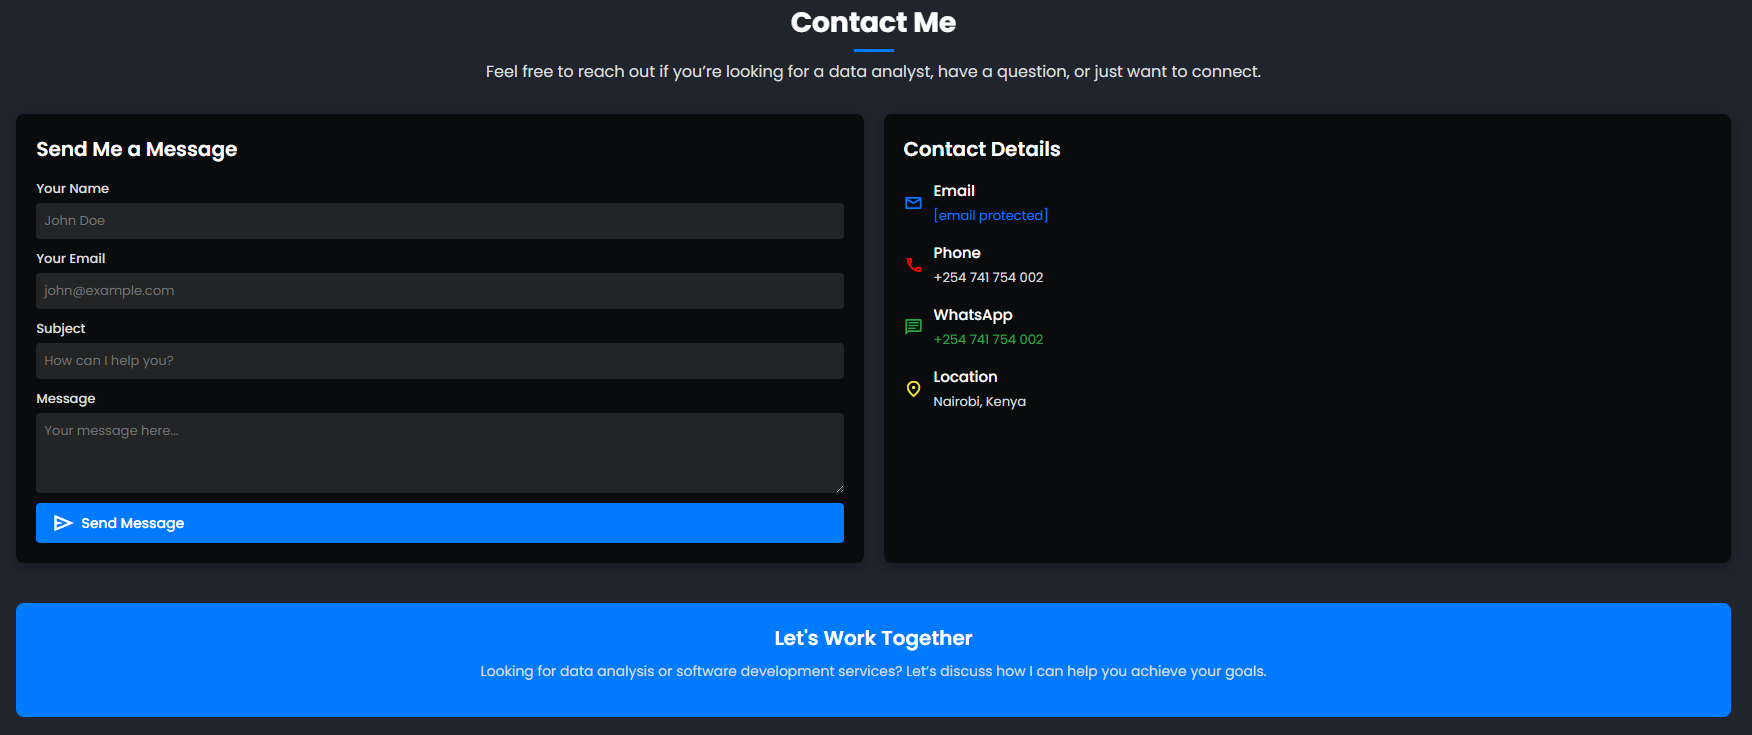 Contact Me
Feel free to reach out if you’re looking for a data analyst, have a question, or just want to connect.
Send Me a Message
Your Name
John Doe
Your Email
john@example.com
Subject
How can I help you?
Message
Your message here...
Send Message
Contact Details
Email
[email protected]
Phone
+254 741 754 002
WhatsApp
+254 741 754 002
Location
Nairobi, Kenya
Let's Work Together
Looking for data analysis or software development services? Let’s discuss how I can help you achieve your goals.